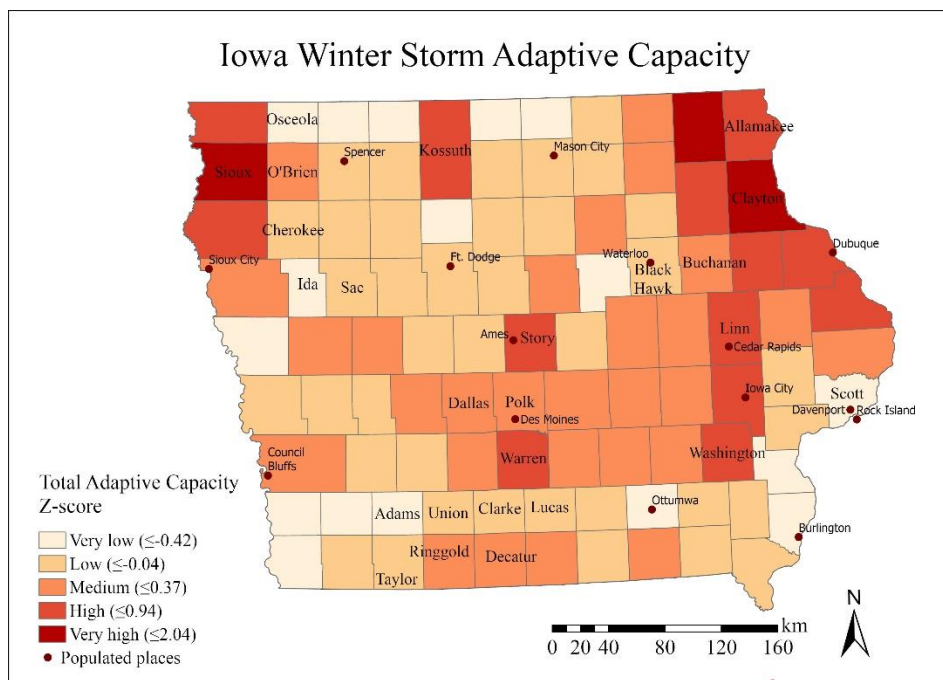 Iowa Winter Storm Adaptive Capacity
Osceola
Allamakee
Kossuth
Mason City
Spencer
Sioux
O'Brien
Clayton
Cherokee
Dubuque
Waterloo
Buchanan
Ft. Dodge
Sioux City
Black
Hawk
Ida
Sac
Linn
Ames
Story
Cedar Rapids
Scott
Iowa City
Dallas
Polk
Davenport
Rock Island
Des Moines
Council
Bluffs
Warren
Washington
Total Adaptive Capacity
Z-score
Adams
Union
Clarke
Lucas
Ottumwa
Burlington
Very low (≤-0.42)
Low (≤-0.04)
Medium (≤0.37)
High (≤0.94)
Very high (≤2.04)
Populated places
Ringgold
Decatur
Taylor
N
km
0 20 40 80 120 160